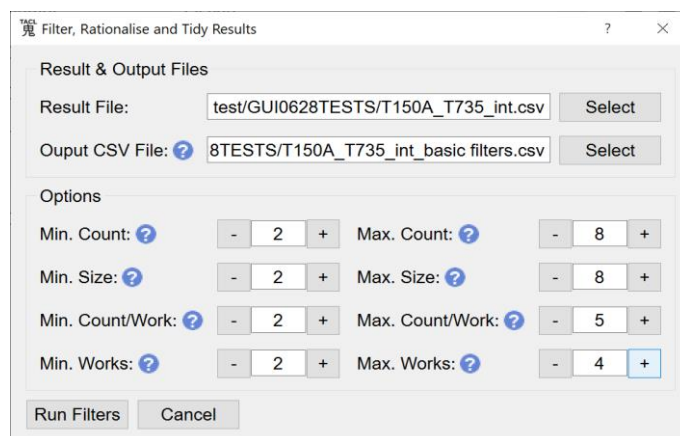 TACL
鬼 Filter, Rationalise and Tidy Results ? ×
Result & Output Files
Result File: test/GUI0628TESTS/T150A_T735_int.csv Select
Ouput CSV File: ? 8TESTS/T150A_T735_int_basic filters.csv Select
Options
Min. Count: ? - 2 + Max. Count: ? - 8 +
Min. Size: ? - 2 + Max. Size: ? - 8 +
Min. Count/Work: ? - 2 + Max. Count/Work: ? - 5 +
Min. Works: ? - 2 + Max. Works: ? - 4 +
Run Filters Cancel